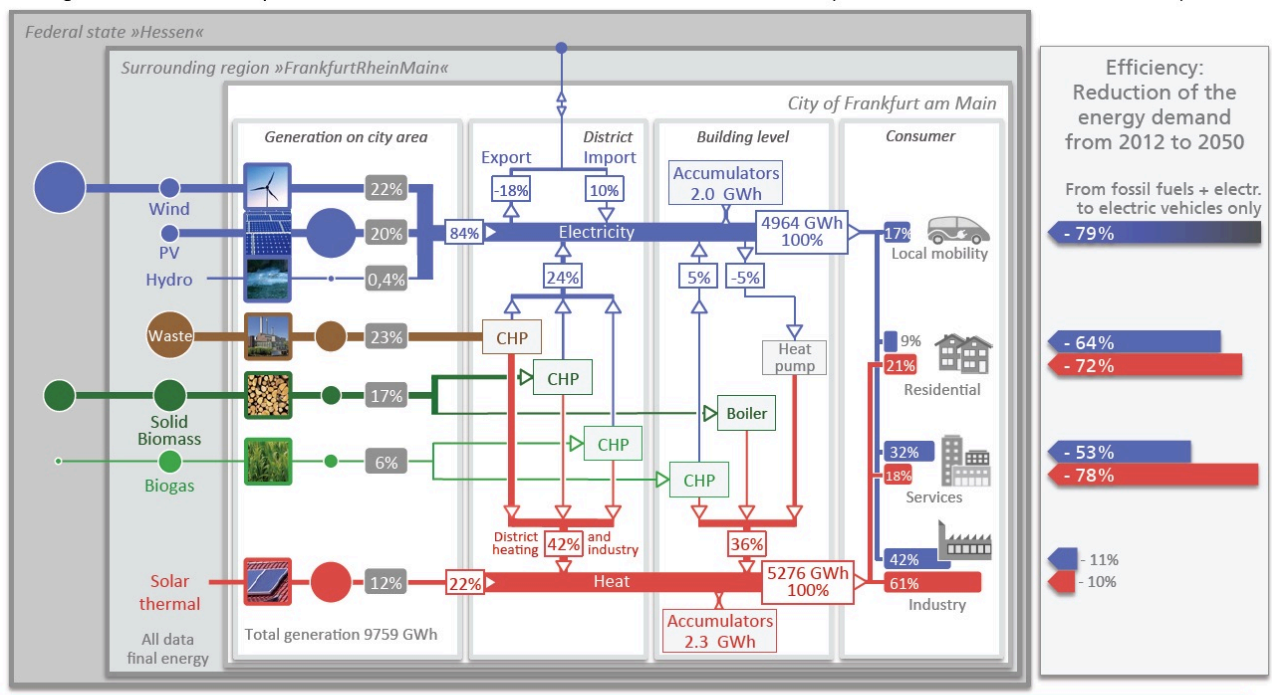 Federal state »Hessen«
Surrounding region »FrankfurtRheinMain«
City of Frankfurt am Main
Generation on city area
District
Building level
Consumer
Export
Import
-18%
10%
Accumulators
2.0 GWh
Wind
22%
PV
20%
84%
Electricity
4964 GWh
100%
17%
Local mobility
Hydro
0,4%
24%
5%
-5%
Waste
23%
CHP
Heat
pump
9%
21%
Residential
Solid
Biomass
17%
CHP
Boiler
Biogas
6%
CHP
CHP
32%
18%
Services
District
heating
42%
and
industry
36%
42%
61%
Industry
Solar
thermal
12%
22%
Heat
5276 GWh
100%
Accumulators
2.3 GWh
Total generation 9759 GWh
All data
final energy
Efficiency:
Reduction of the
energy demand
from 2012 to 2050
From fossil fuels + electr.
to electric vehicles only
- 79%
- 64%
- 72%
- 53%
- 78%
- 11%
- 10%